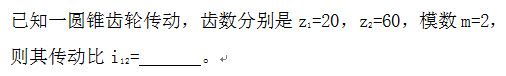 已知一圆锥齿轮传动，齿数分别是 z₁=20，z₂=60，模数 m=2，
则其传动比 i₁₂=______。↵